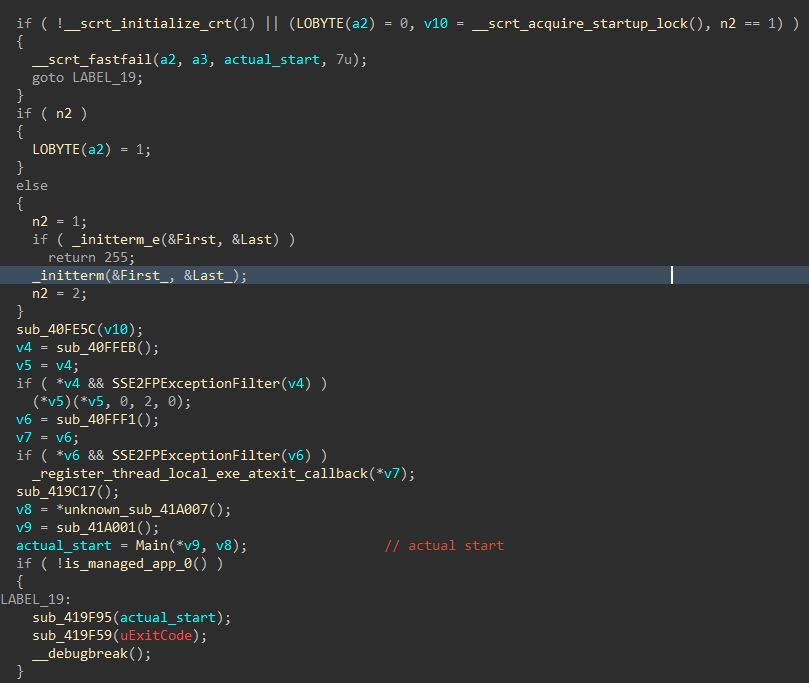 if ( !__scrt_initialize_crt(1) || (LOBYTE(a2) = 0, v10 = __scrt_acquire_startup_lock(), n2 == 1) )
{
__scrt_fastfail(a2, a3, actual_start, 7u);
goto LABEL_19;
}
if ( n2 )
{
LOBYTE(a2) = 1;
}
else
{
n2 = 1;
if ( _initterm_e(&First, &Last) )
return 255;
_initterm(&First_, &Last_);
n2 = 2;
}
sub_40FE5C(v10);
v4 = sub_40FFEB();
v5 = v4;
if ( *v4 && SSE2FPExceptionFilter(v4) )
(*v5)(*v5, 0, 2, 0);
v6 = sub_40FFF1();
v7 = v6;
if ( *v6 && SSE2FPExceptionFilter(v6) )
_register_thread_local_exe_atexit_callback(*v7);
sub_419C17();
v8 = *unknown_sub_41A007();
v9 = sub_41A001();
actual_start = Main(*v9, v8); // actual start
if ( !is_managed_app_0() )
{
LABEL_19:
sub_419F95(actual_start);
sub_419F59(uExitCode);
__debugbreak();
}